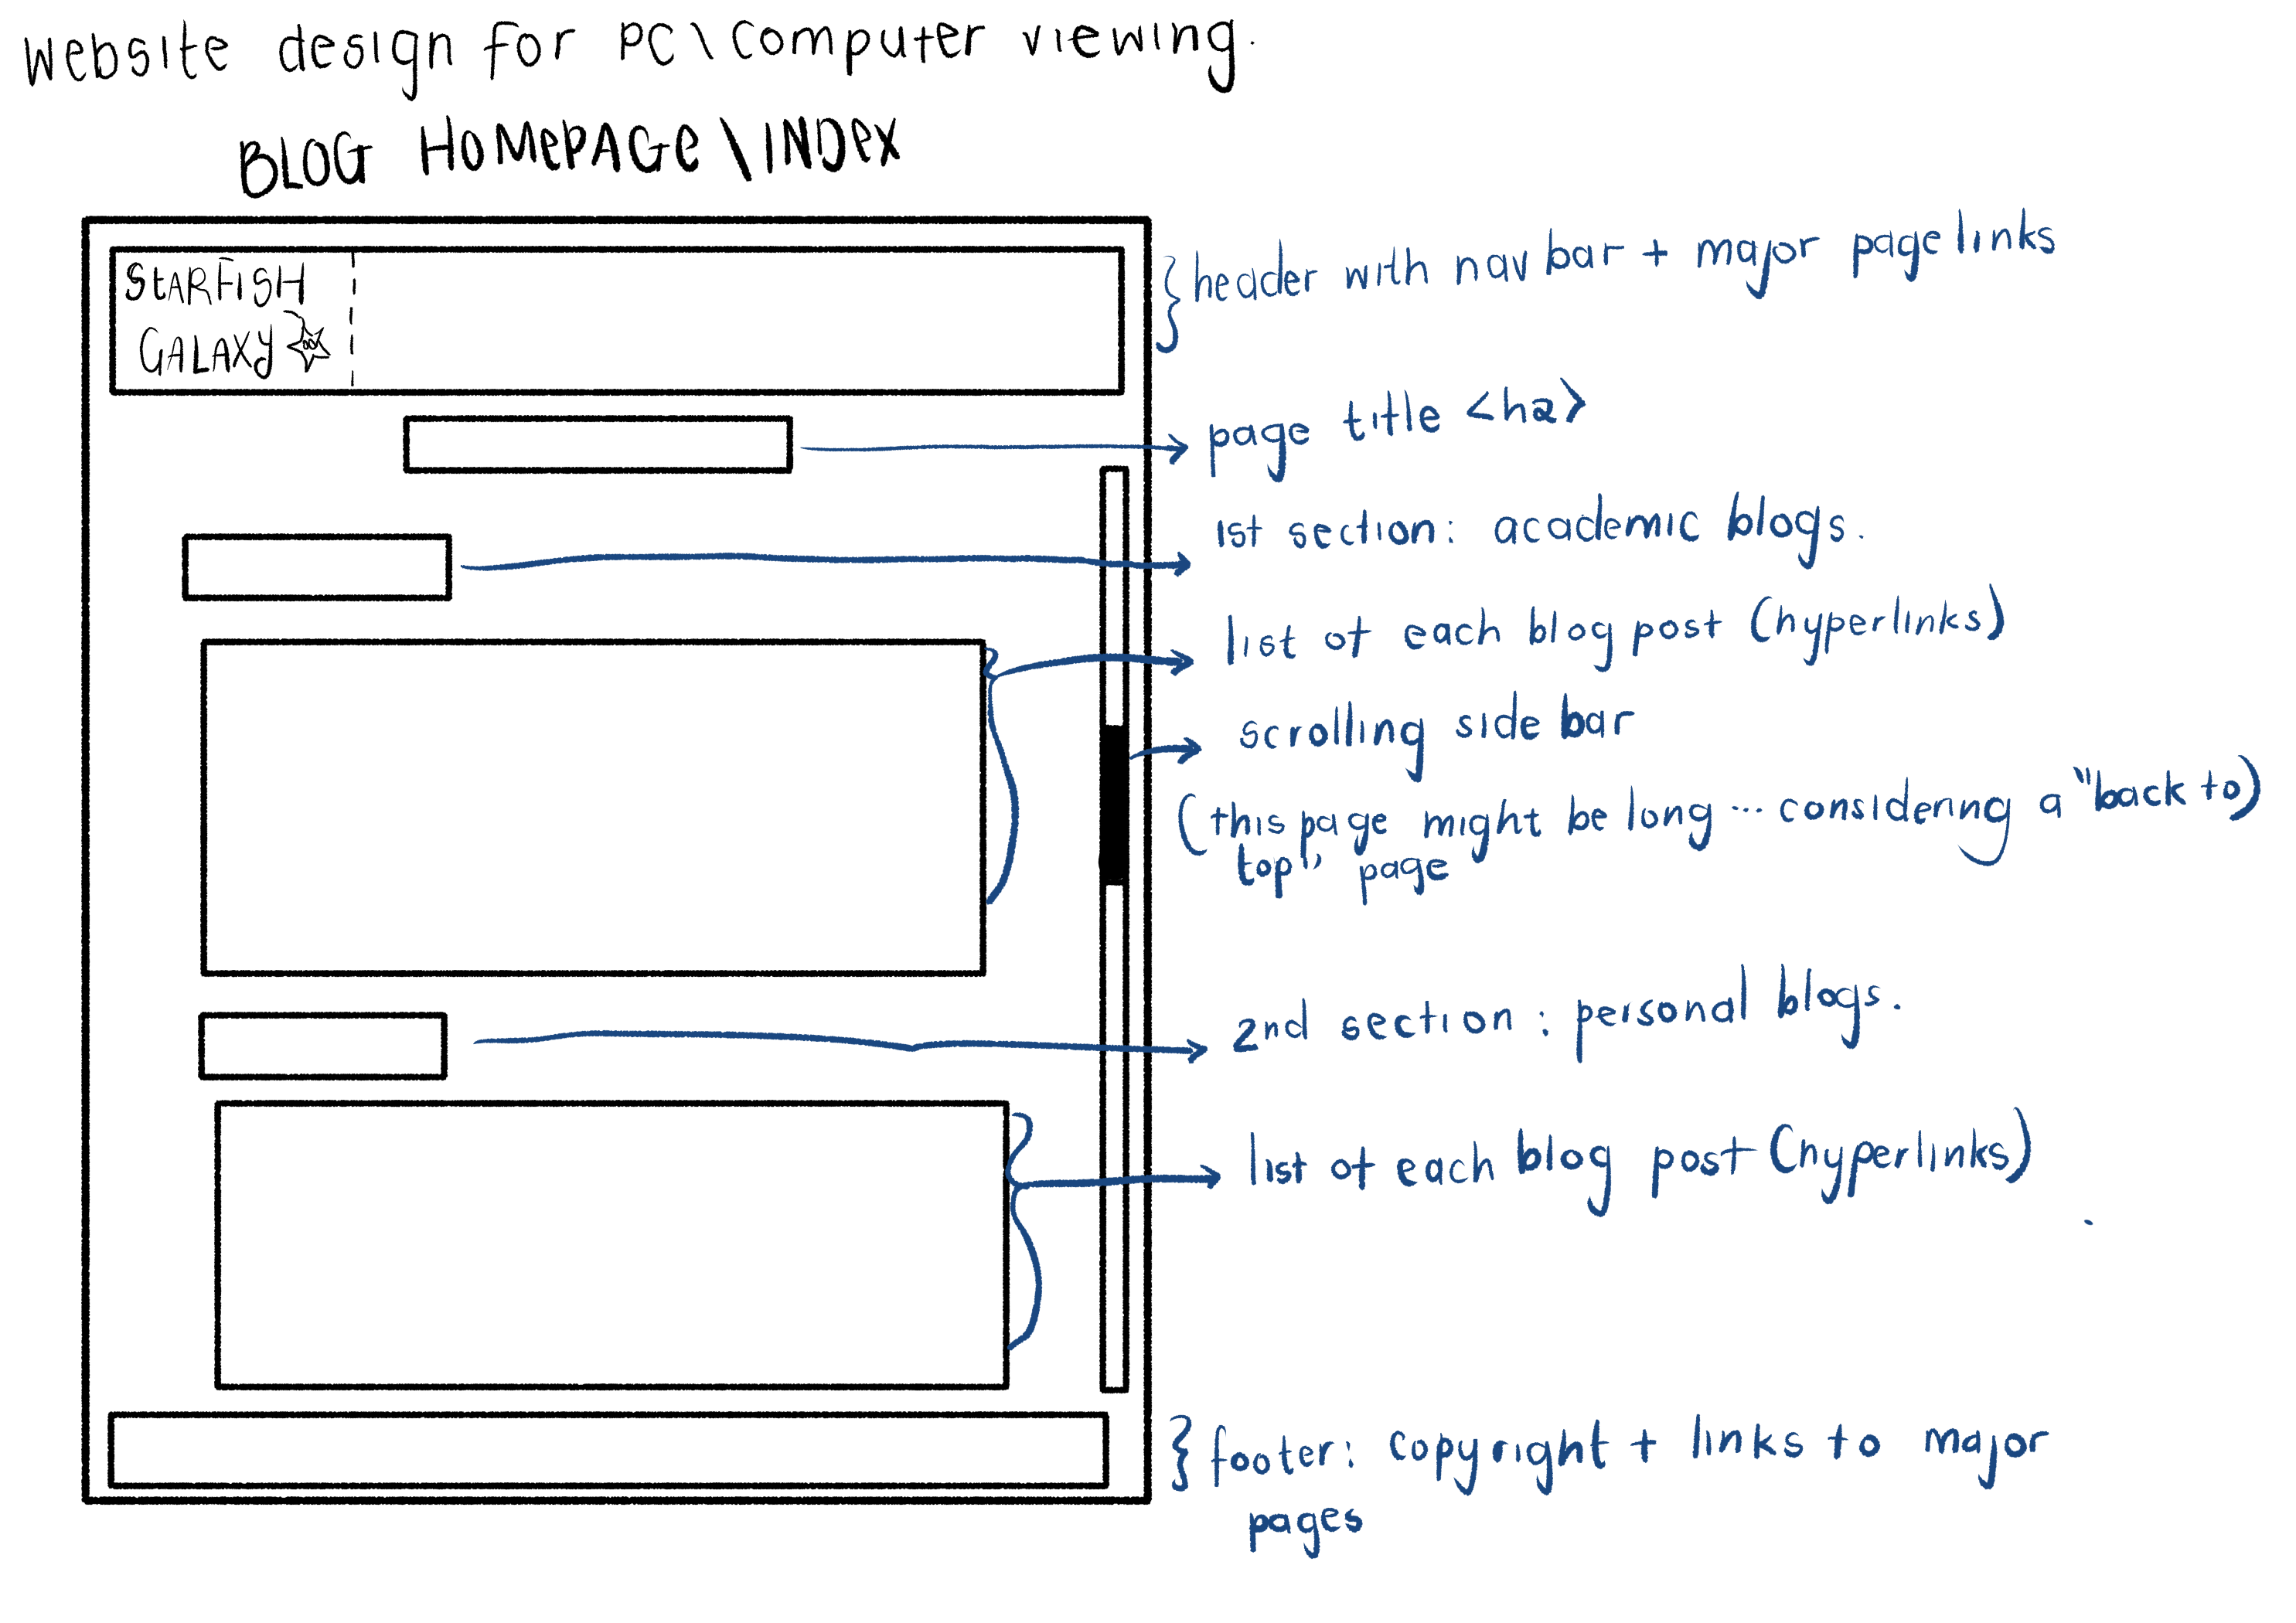 Website design for PC\Computer viewing.
BLOG HOMEPAGE\INDEX
STARFISH
GALAXY
header with nav bar + major page links
page title <h2>
1st section: academic blogs.
list of each blog post (hyperlinks)
scrolling side bar
(this page might be long ... considering a "back to)
top" page
2nd section: personal blogs.
list of each blog post (hyperlinks)
footer: copyright + links to major
pages